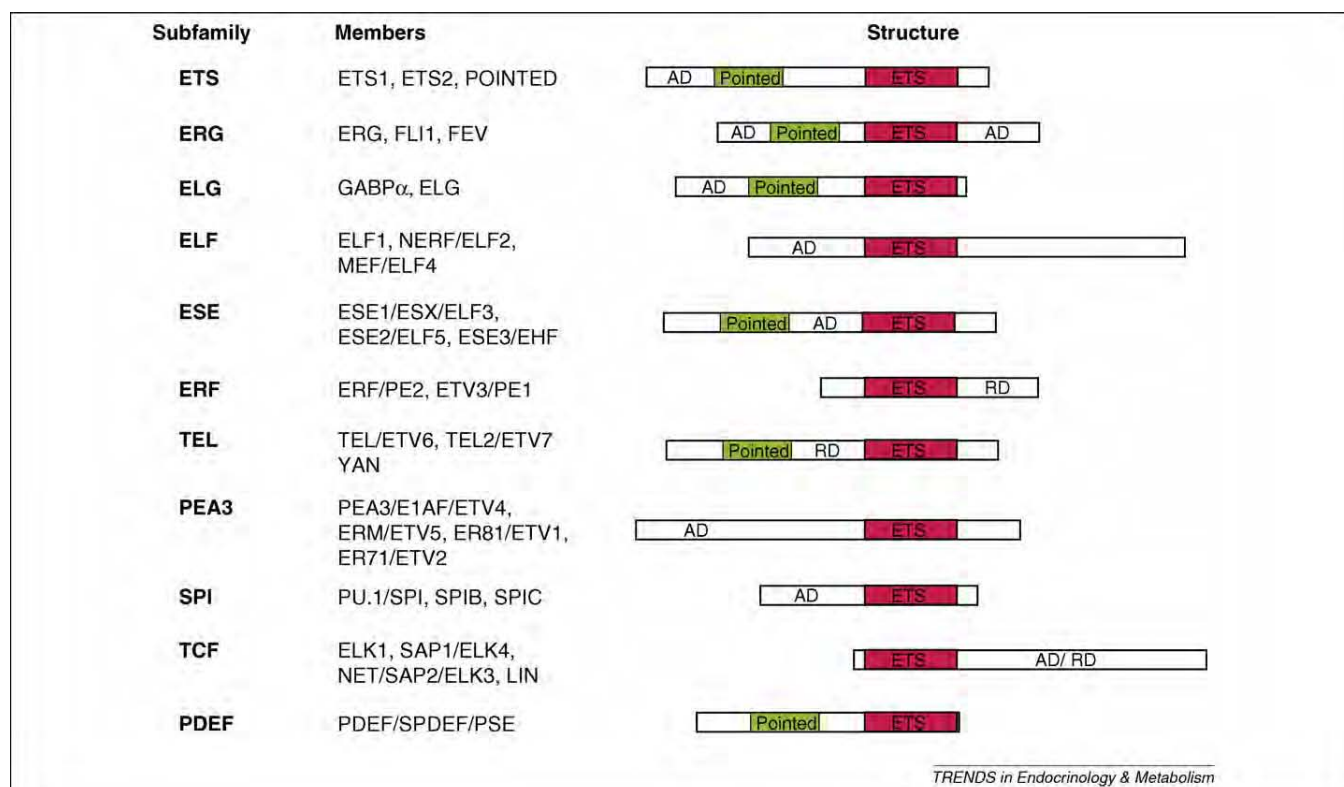 Subfamily Members Structure
ETS ETS1, ETS2, POINTED AD Pointed ETS
ERG ERG, FLI1, FEV AD Pointed ETS AD
ELG GABPα, ELG AD Pointed ETS
ELF ELF1, NERF/ELF2, AD ETS
MEF/ELF4
ESE ESE1/ESX/ELF3, Pointed AD ETS
ESE2/ELF5, ESE3/EHF
ERF ERF/PE2, ETV3/PE1 ETS RD
TEL TEL/ETV6, TEL2/ETV7 Pointed RD ETS
YAN
PEA3 PEA3/E1AF/ETV4,
ERM/ETV5, ER81/ETV1, AD ETS
ER71/ETV2
SPI PU.1/SPI, SPIB, SPIC AD ETS
TCF ELK1, SAP1/ELK4, ETS AD/ RD
NET/SAP2/ELK3, LIN
PDEF PDEF/SPDEF/PSE Pointed ETS
TRENDS in Endocrinology & Metabolism